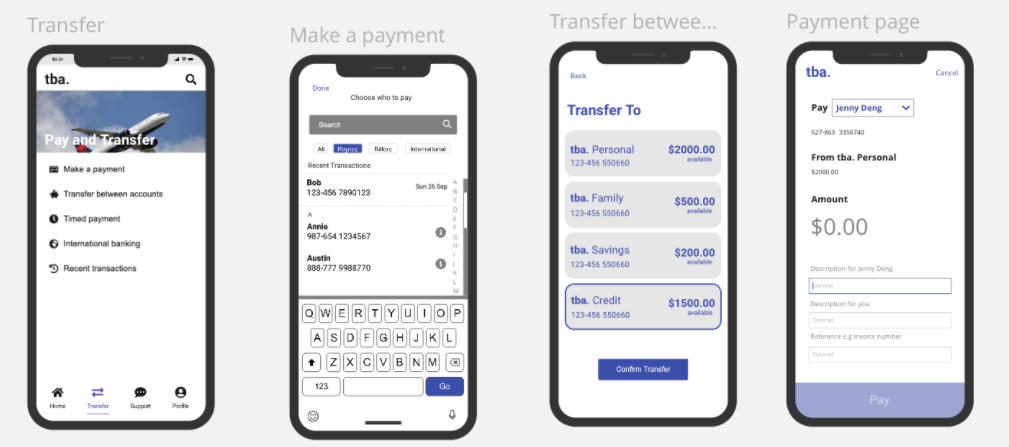 Transfer
10:31
tba.
Pay and Transfer
Make a payment
Transfer between accounts
Timed payment
International banking
Recent transactions
Home Transfer Support Profile
Make a payment
Done
Choose who to pay
Search
All Payees Billers International
Recent Transactions
Bob
123-456 7890123
Sun 26 Sep
A
Annie
987-654 1234567
Austin
888-777 9988770
A
B
C
D
E
F
G
H
I
J
K
L
M
Q W E R T Y U I O P
A S D F G H J K L
Z X C V B N M
123 Go
Transfer betwee...
Back
Transfer To
tba. Personal $2000.00
123-456 550660 available
tba. Family $500.00
123-456 550660 available
tba. Savings $200.00
123-456 550660 available
tba. Credit $1500.00
123-456 550660 available
Confirm Transfer
Payment page
tba. Cancel
Pay Jenny Deng
627-863 3356740
From tba. Personal
$2000.00
Amount
$0.00
Description for Jenny Deng
Optional
Description for you
Optional
Reference e.g invoice number
Optional
Pay